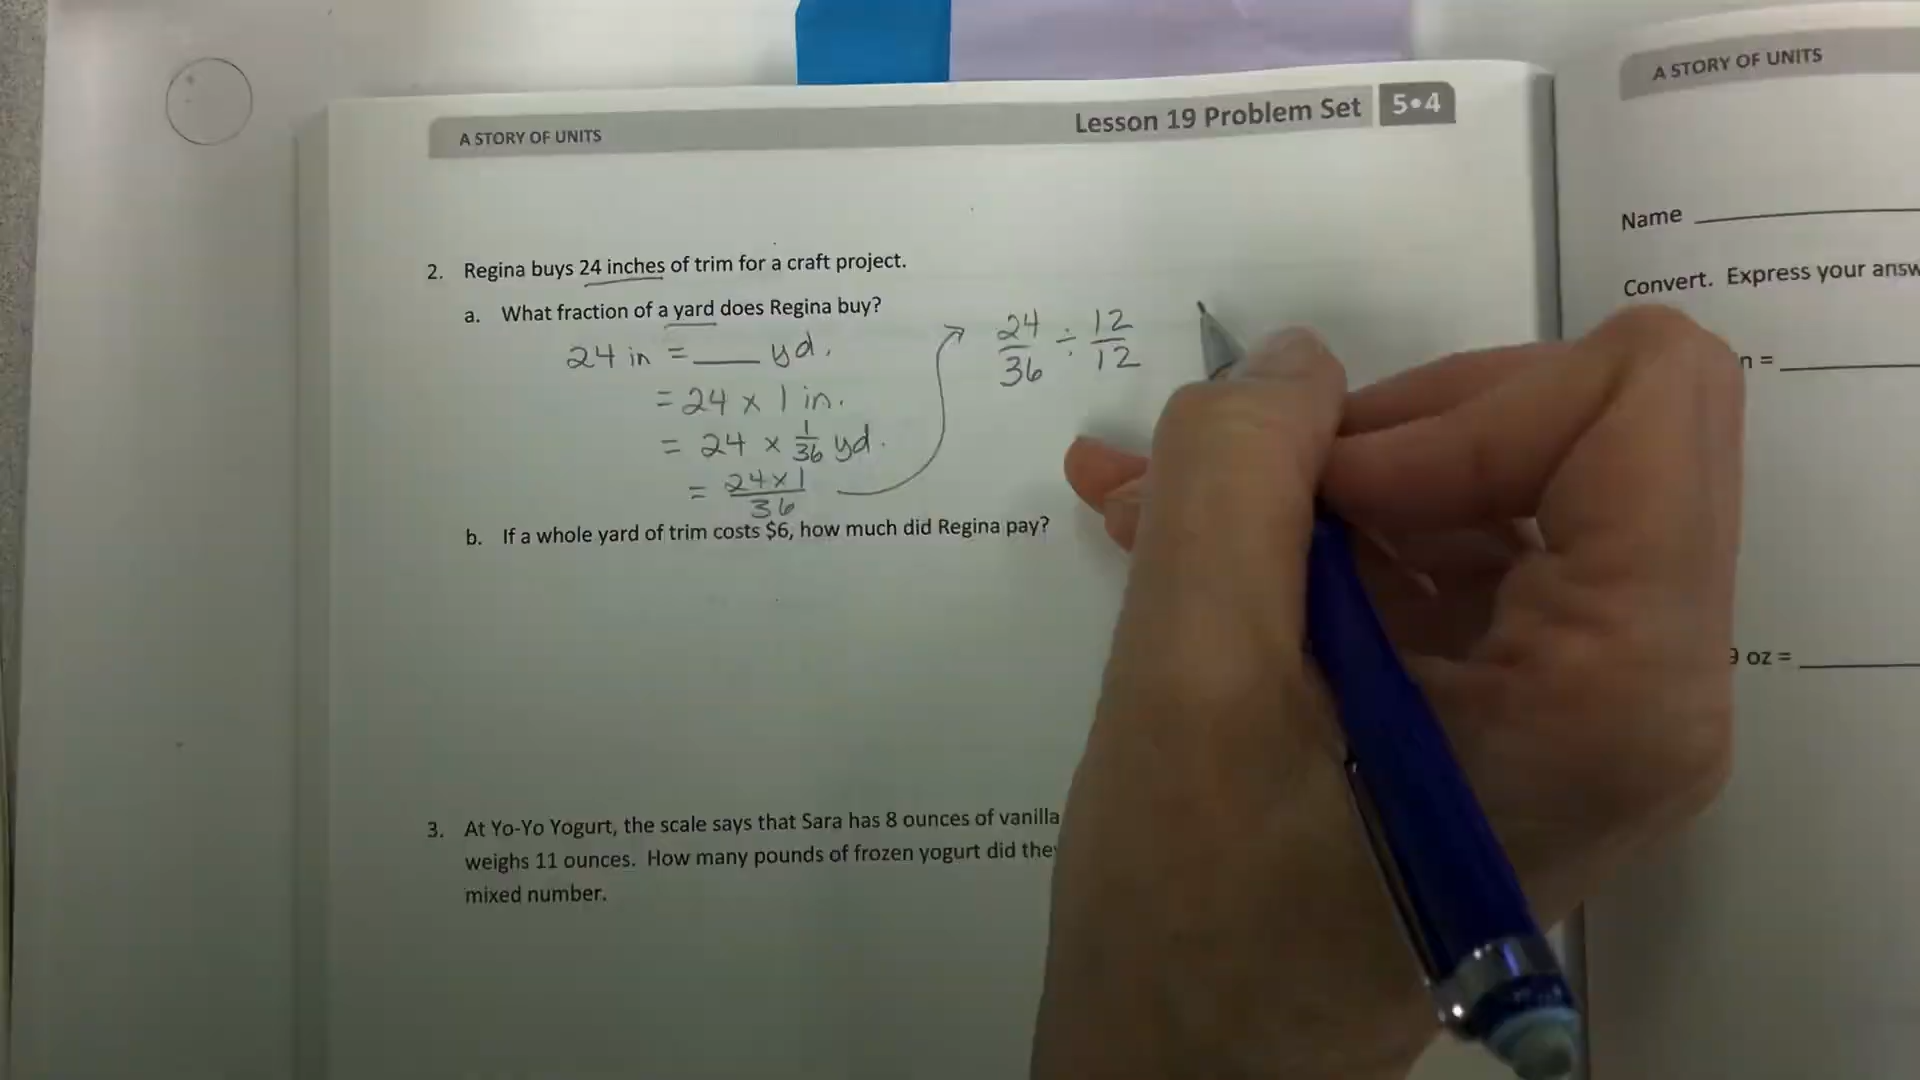 A STORY OF UNITS
Lesson 19 Problem Set 5•4
2. Regina buys 24 inches of trim for a craft project.
a. What fraction of a yard does Regina buy?
24 in = ____ yd.
= 24 x 1 in.
= 24 x 1/36 yd.
= 24x1/36
24/36 ÷ 12/12
b. If a whole yard of trim costs $6, how much did Regina pay?
3. At Yo-Yo Yogurt, the scale says that Sara has 8 ounces of vanilla
weighs 11 ounces. How many pounds of frozen yogurt did
mixed number.
A STORY OF UNITS
Name
Convert. Express your
n =
oz =